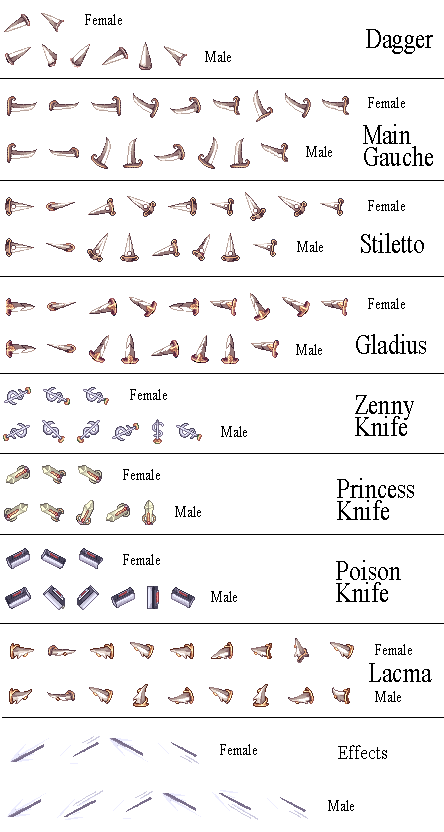 Female
Male
Dagger
Female
Male
Main
Gauche
Female
Male
Stiletto
Female
Male
Gladius
Female
Male
Zenny
Knife
Female
Male
Princess
Knife
Female
Male
Poison
Knife
Female
Lacma
Male
Female
Effects
Male